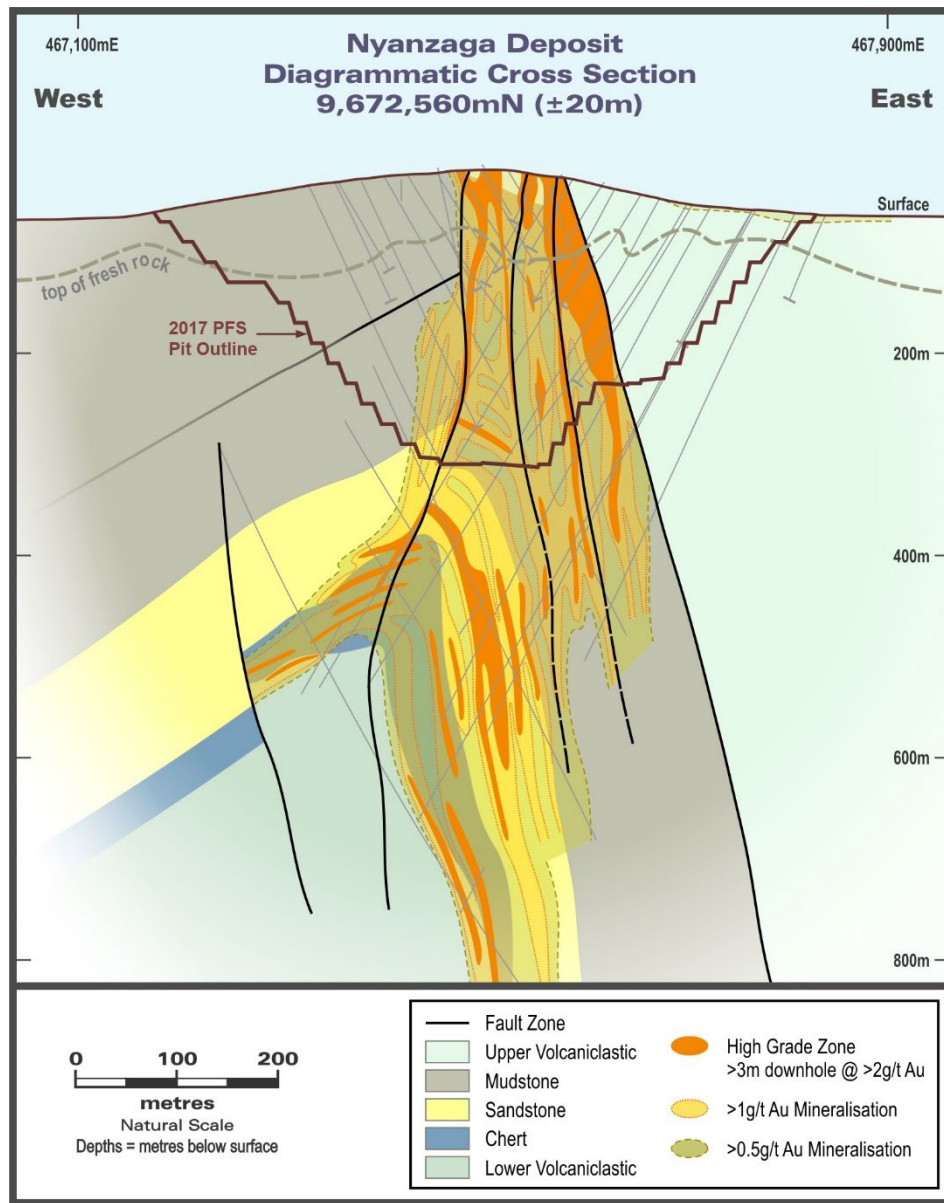 467,100mE
467,900mE
Nyanzaga Deposit
Diagrammatic Cross Section
9,672,560mN (±20m)
West
East
Surface
top of fresh rock
2017 PFS
Pit Outline
200m
400m
600m
800m
0 100 200
metres
Natural Scale
Depths = metres below surface
Fault Zone
Upper Volcaniclastic
Mudstone
Sandstone
Chert
Lower Volcaniclastic
High Grade Zone
>3m downhole @ >2g/t Au
>1g/t Au Mineralisation
>0.5g/t Au Mineralisation